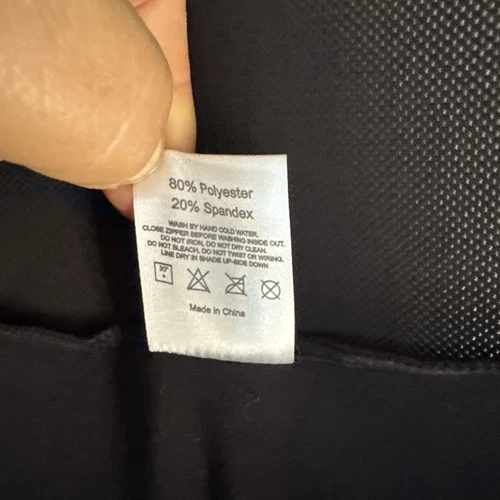 80% Polyester
20% Spandex
WASH BY HAND COLD WATER,
CLOSE ZIPPER BEFORE WASHING INSIDE OUT.
DO NOT IRON, DO NOT DRY CLEAN.
DO NOT BLEACH, DO NOT TWIST OR WIRING.
LINE DRY IN SHADE UP-SIDE DOWN
30°
Made in China